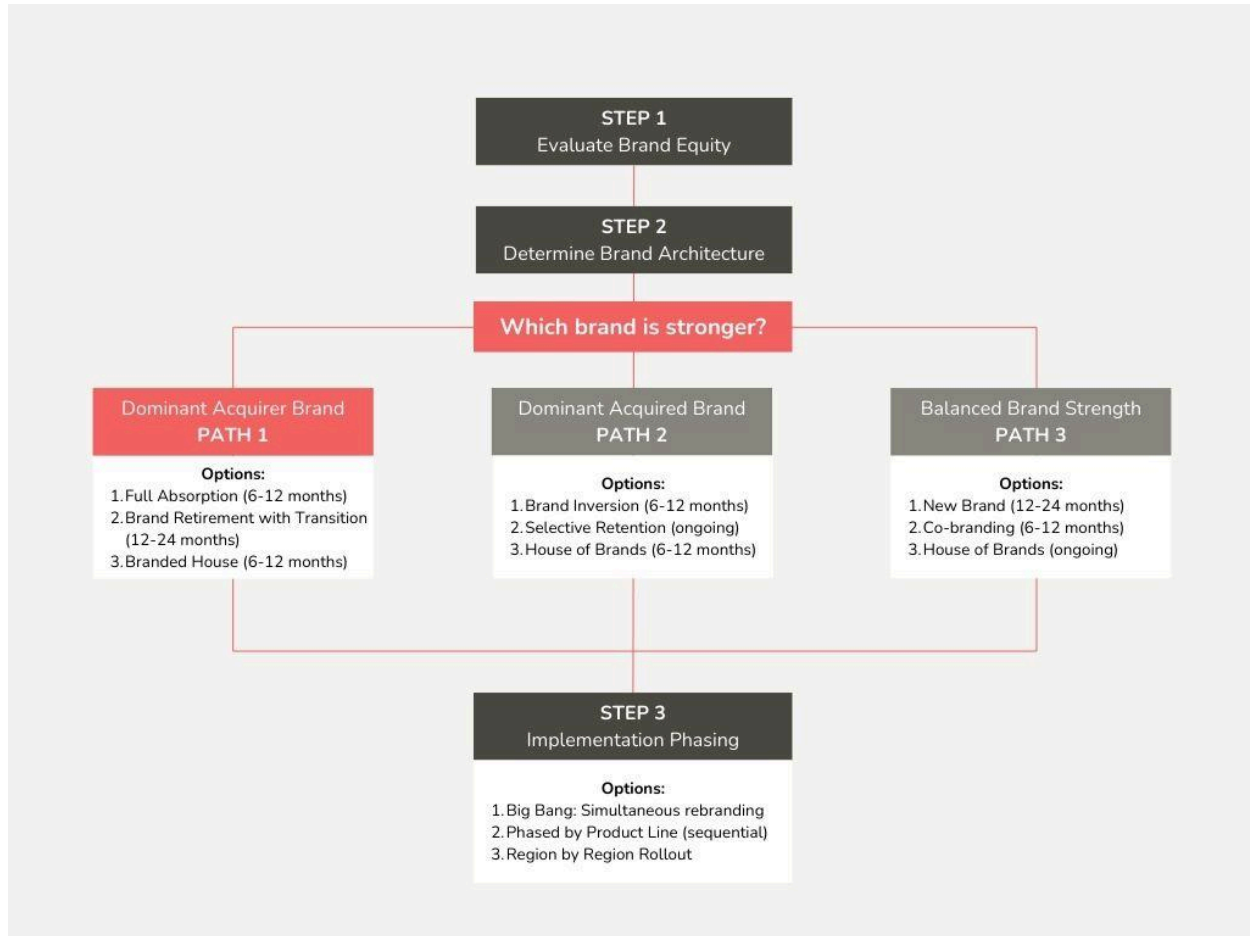 STEP 1
Evaluate Brand Equity
STEP 2
Determine Brand Architecture
Which brand is stronger?
Dominant Acquirer Brand
PATH 1
Options:
1. Full Absorption (6-12 months)
2. Brand Retirement with Transition
(12-24 months)
3. Branded House (6-12 months)
Dominant Acquired Brand
PATH 2
Options:
1. Brand Inversion (6-12 months)
2. Selective Retention (ongoing)
3. House of Brands (6-12 months)
Balanced Brand Strength
PATH 3
Options:
1. New Brand (12-24 months)
2. Co-branding (6-12 months)
3. House of Brands (ongoing)
STEP 3
Implementation Phasing
Options:
1. Big Bang: Simultaneous rebranding
2. Phased by Product Line (sequential)
3. Region by Region Rollout